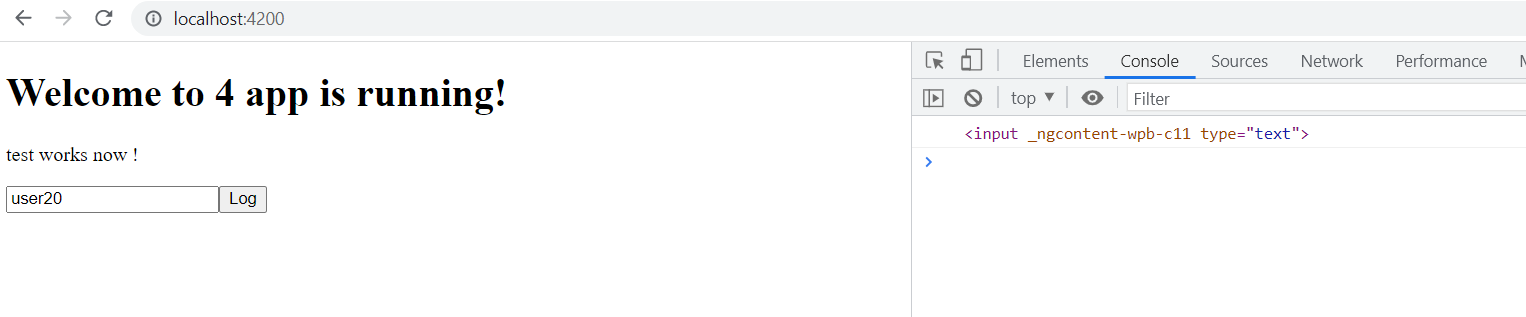 localhost:4200
Welcome to 4 app is running!
test works now !
user20 Log
Elements Console Sources Network Performance
top ▼ Filter
<input _ngcontent-wpb-c11 type="text">